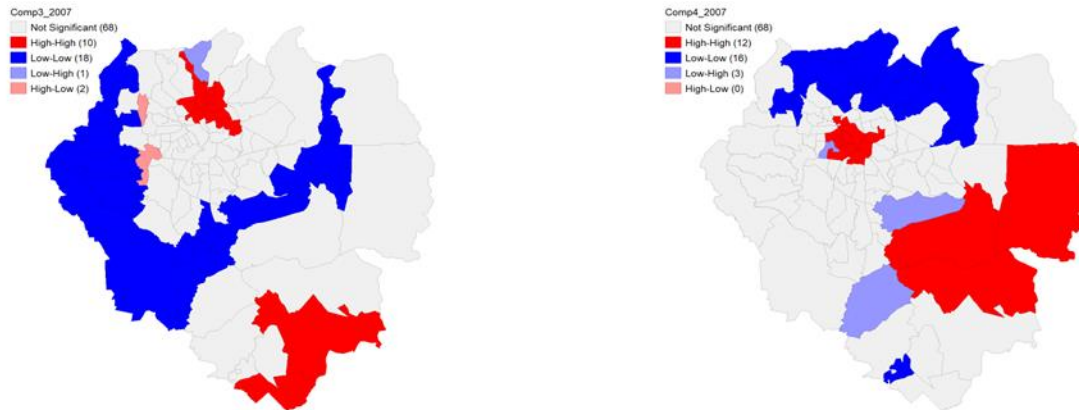 Comp3_2007
Not Significant (68)
High-High (10)
Low-Low (18)
Low-High (1)
High-Low (2)
Comp4_2007
Not Significant (68)
High-High (12)
Low-Low (16)
Low-High (3)
High-Low (0)